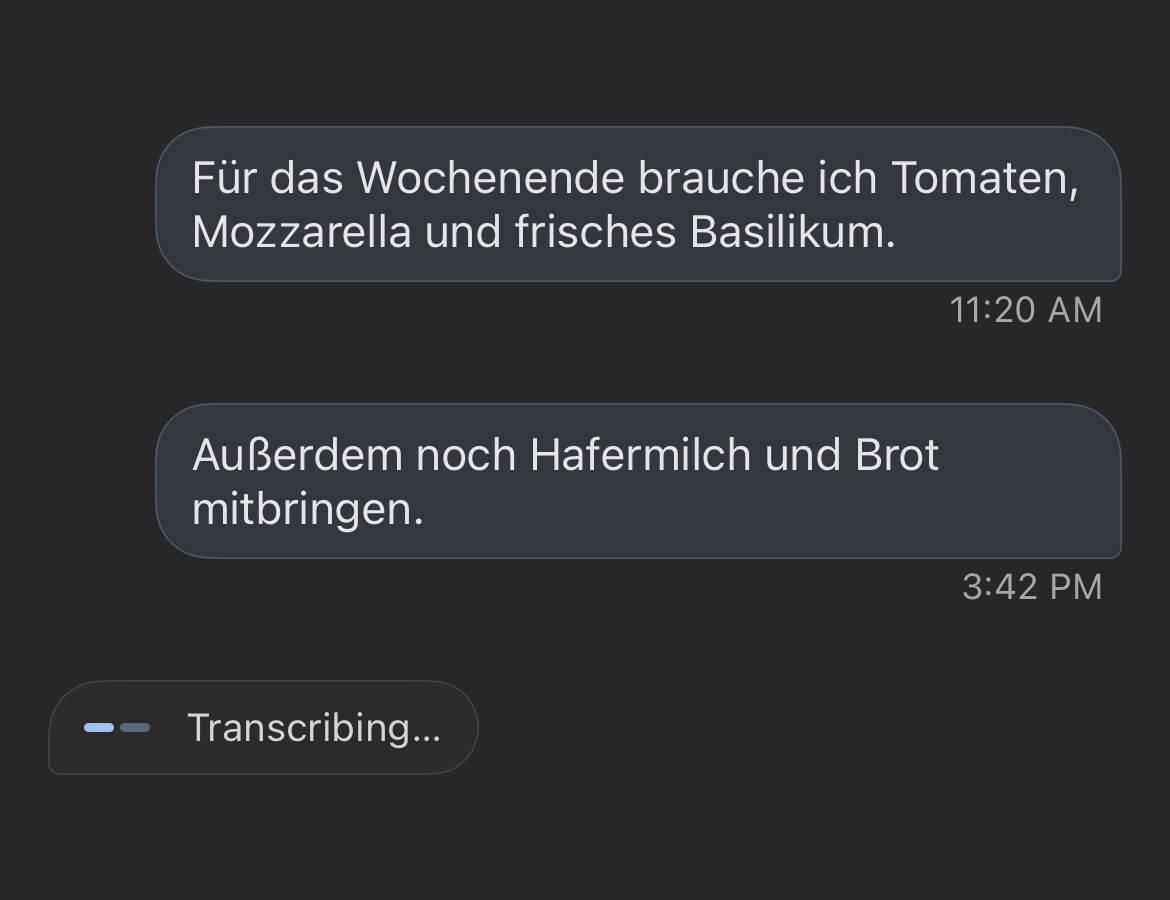 Für das Wochenende brauche ich Tomaten,
Mozzarella und frisches Basilikum.
11:20 AM
Außerdem noch Hafermilch und Brot
mitbringen.
3:42 PM
Transcribing...